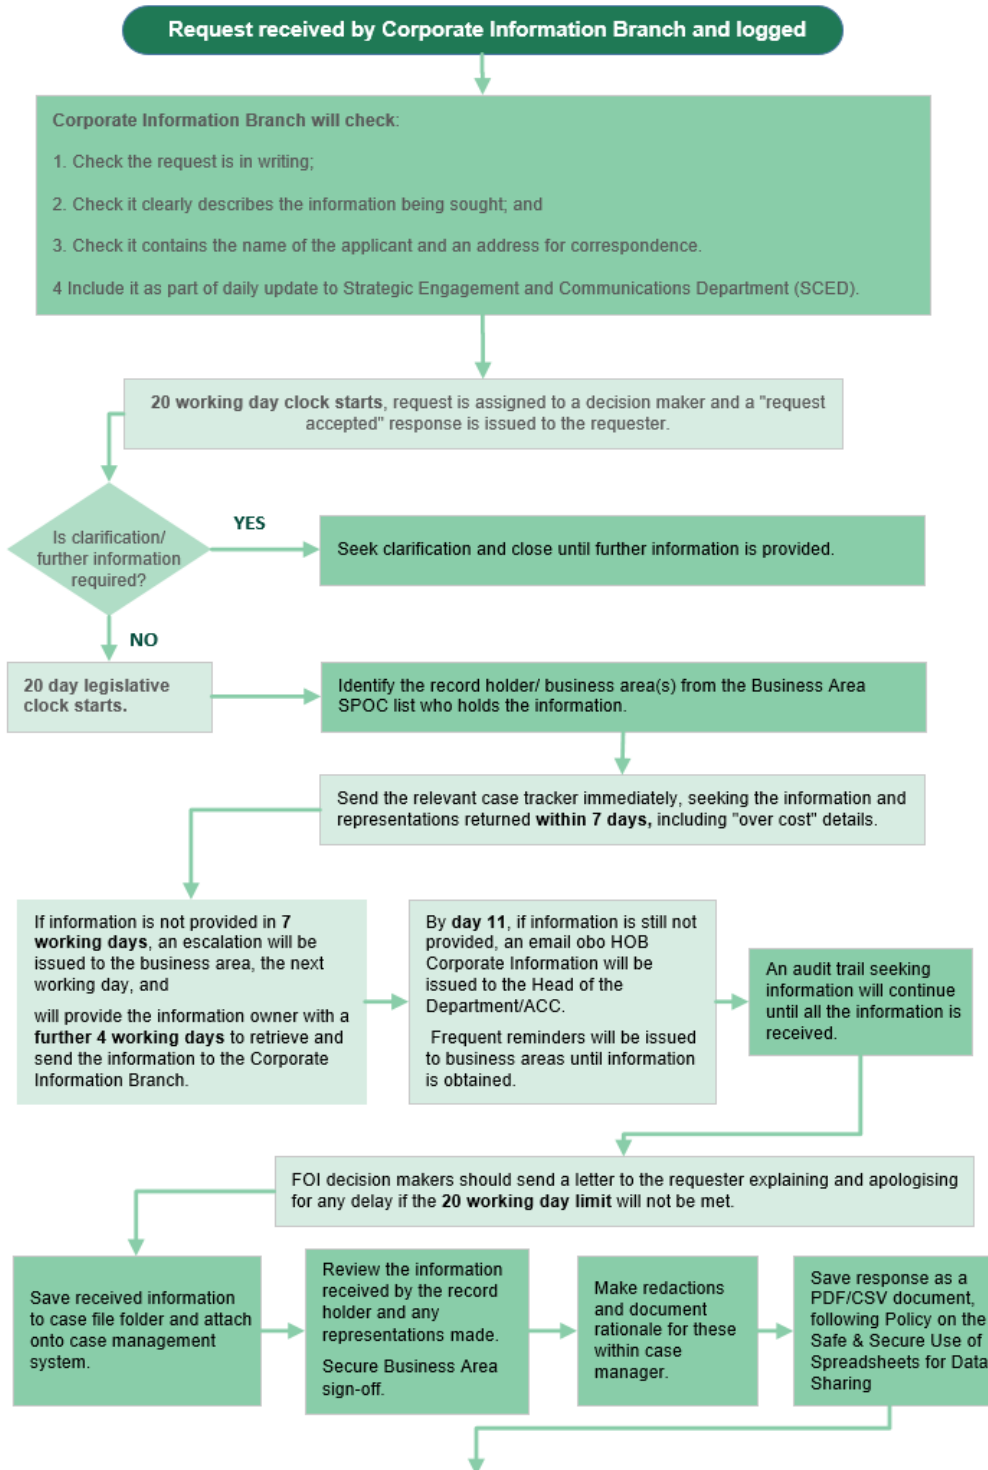 Request received by Corporate Information Branch and logged
Corporate Information Branch will check:
1. Check the request is in writing;
2. Check it clearly describes the information being sought; and
3. Check it contains the name of the applicant and an address for correspondence.
4 Include it as part of daily update to Strategic Engagement and Communications Department (SCED).
20 working day clock starts, request is assigned to a decision maker and a "request
accepted" response is issued to the requester.
Is clarification/
further information
required?
YES
Seek clarification and close until further information is provided.
NO
20 day legislative
clock starts.
Identify the record holder/ business area(s) from the Business Area
SPOC list who holds the information.
Send the relevant case tracker immediately, seeking the information and
representations returned within 7 days, including "over cost" details.
If information is not provided in 7
working days, an escalation will be
issued to the business area, the next
working day, and
will provide the information owner with a
further 4 working days to retrieve and
send the information to the Corporate
Information Branch.
By day 11, if information is still not
provided, an email obo HOB
Corporate Information will be
issued to the Head of the
Department/ACC.
Frequent reminders will be issued
to business areas until information
is obtained.
An audit trail seeking
information will continue
until all the information is
received.
FOI decision makers should send a letter to the requester explaining and apologising
for any delay if the 20 working day limit will not be met.
Save received information
to case file folder and attach
onto case management
system.
Review the information
received by the record
holder and any
representations made.
Secure Business Area
sign-off.
Make redactions
and document
rationale for these
within case
manager.
Save response as a
PDF/CSV document,
following Policy on the
Safe & Secure Use of
Spreadsheets for Data
Sharing